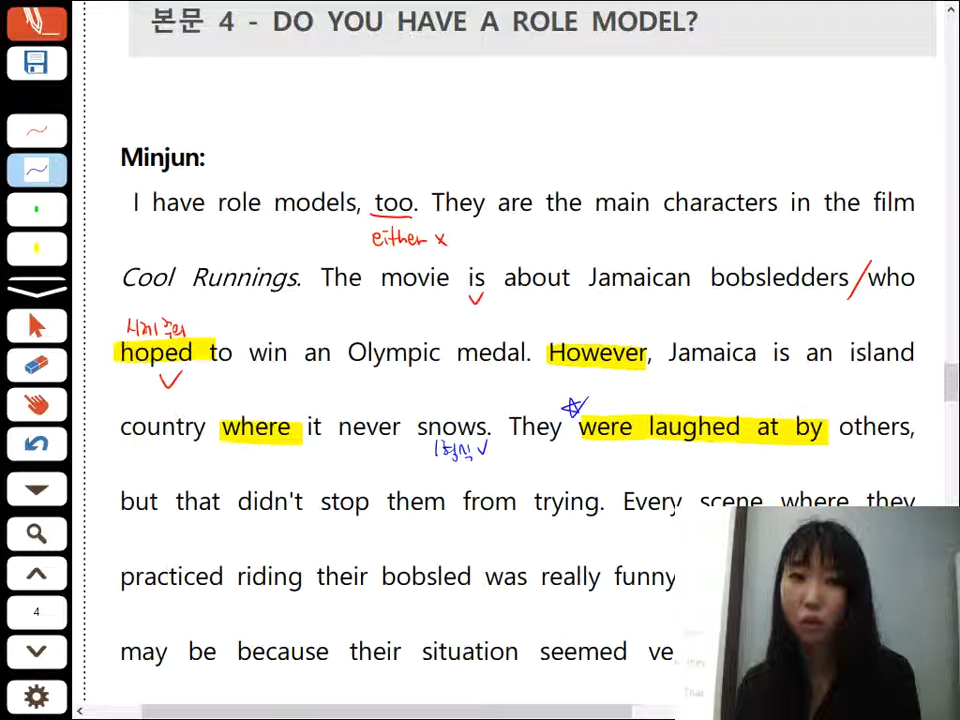 본문 4 - DO YOU HAVE A ROLE MODEL?
Minjun:
I have role models, too. They are the main characters in the film
either x
Cool Runnings. The movie is about Jamaican bobsledders / who
시제 주의
hoped to win an Olympic medal. However, Jamaica is an island
country where it never snows. They were laughed at by others,
1형식
but that didn't stop them from trying. Every scene where they
practiced riding their bobsled was really funny
may be because their situation seemed ve
4